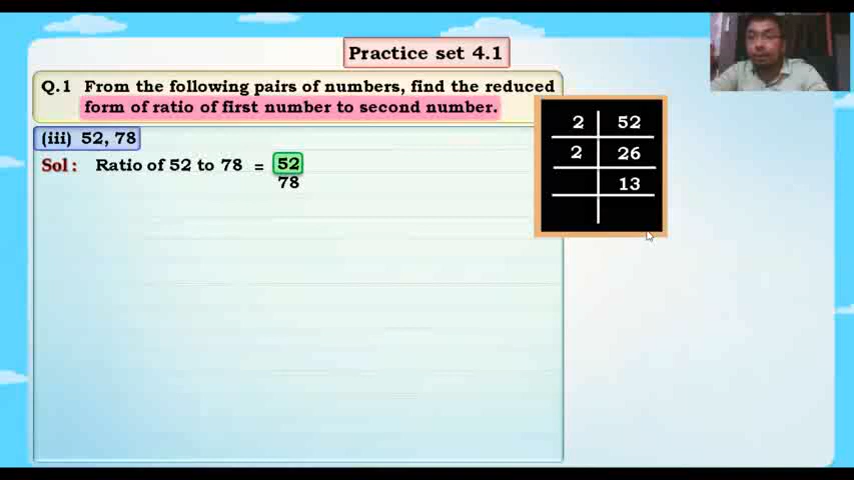 Practice set 4.1
Q.1 From the following pairs of numbers, find the reduced
form of ratio of first number to second number.
(iii) 52, 78
Sol : Ratio of 52 to 78 = 52
78
2 52
2 26
13